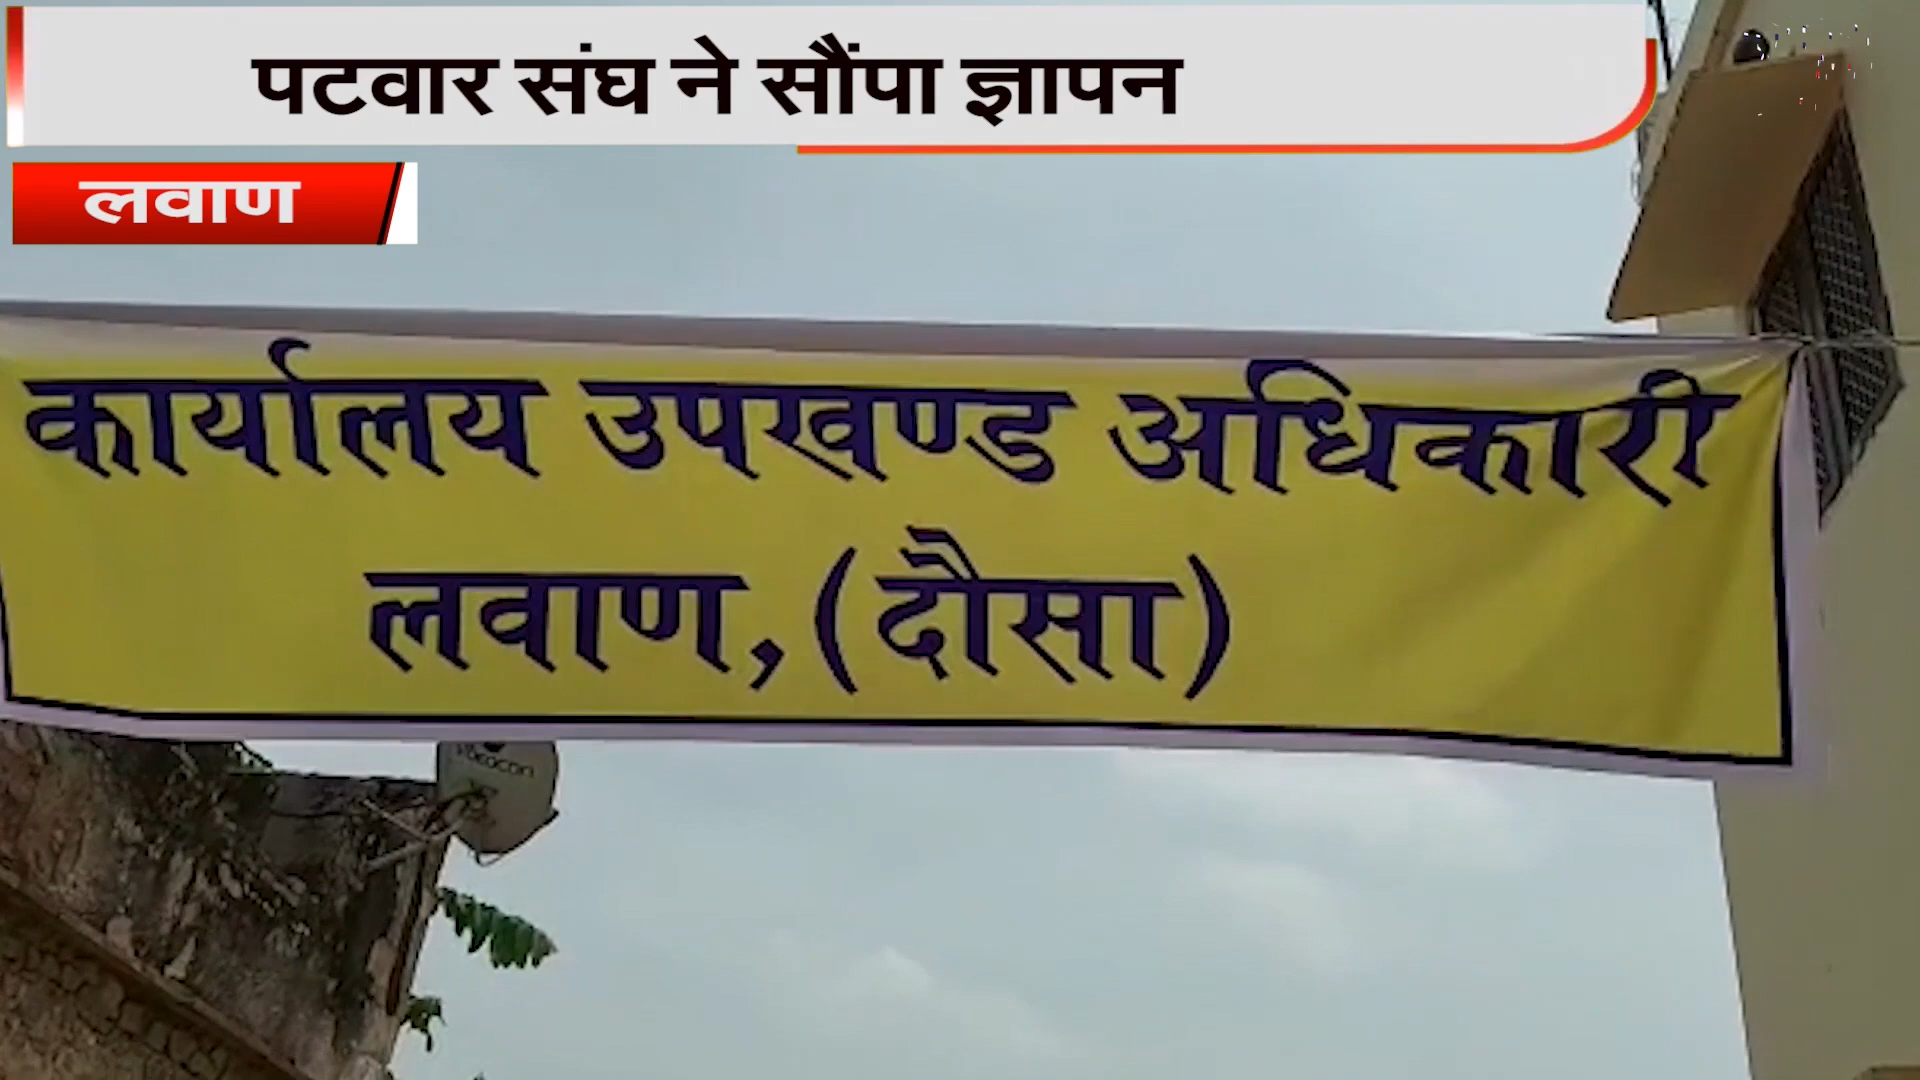 पटवार संघ ने सौंपा ज्ञापन
लवाण
कार्यालय उपखण्ड अधिकारी
लवाण,(दौसा)